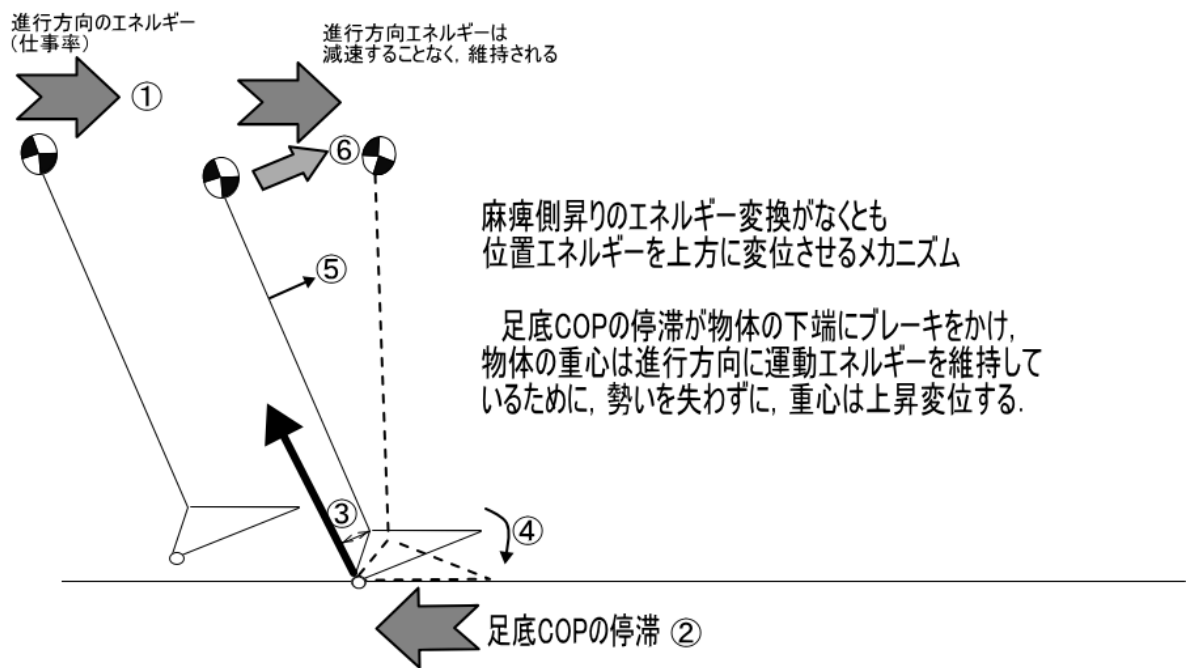 進行方向のエネルギー
(仕事率)
進行方向エネルギーは
減速することなく, 維持される
①
⑥
麻痺側昇りのエネルギー変換がなくとも
位置エネルギーを上方に変位させるメカニズム
⑤
足底COPの停滞が物体の下端にブレーキをかけ,
物体の重心は進行方向に運動エネルギーを維持して
いるために, 勢いを失わずに, 重心は上昇変位する.
③
④
足底COPの停滞 ②